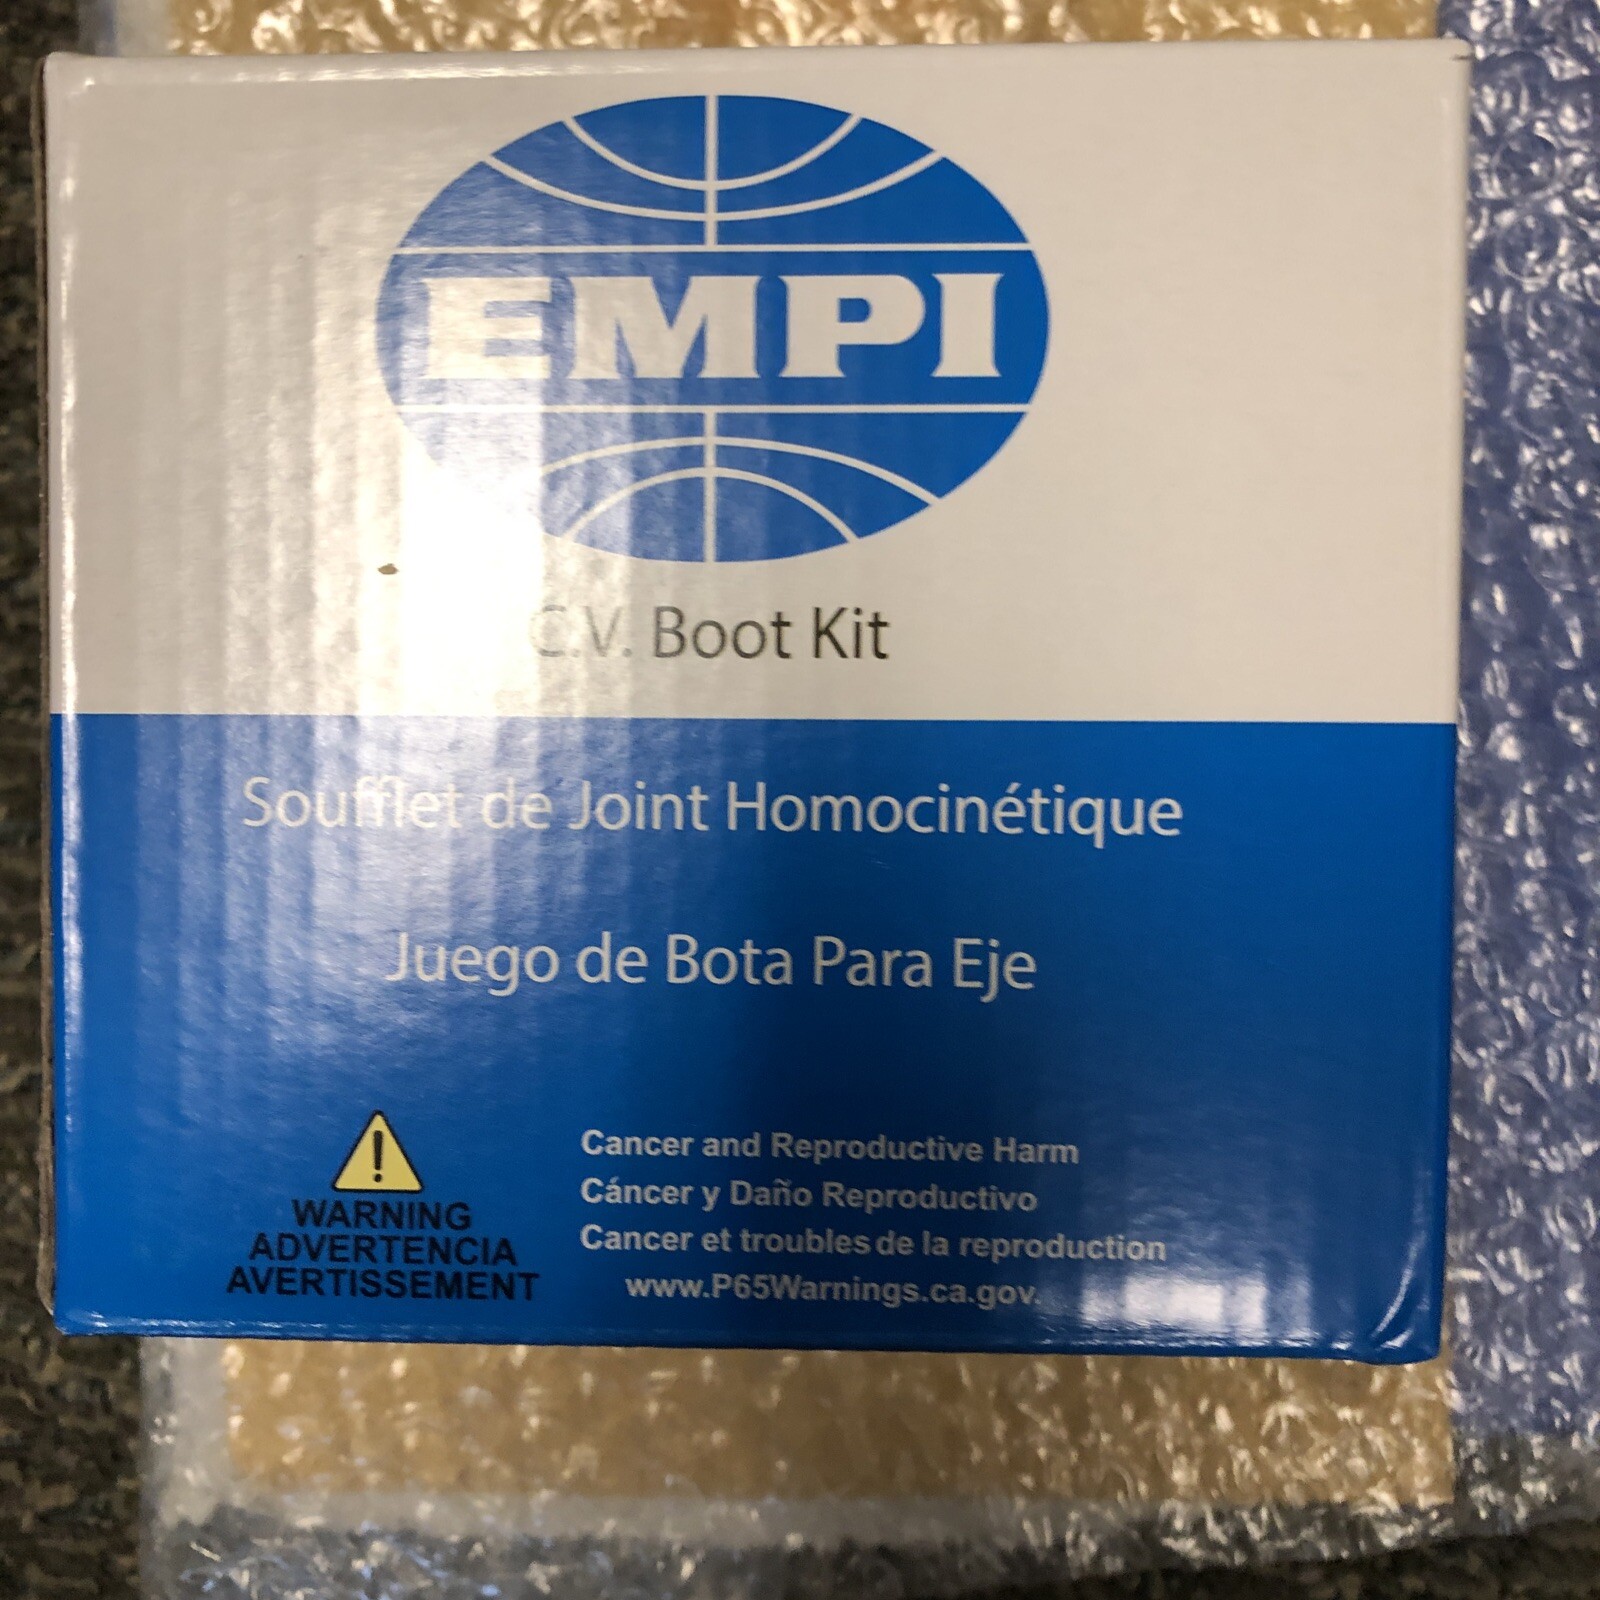 EMPI
C.V. Boot Kit
Soufflet de Joint Homocinétique
Juego de Bota Para Eje
WARNING
ADVERTENCIA
AVERTISSEMENT
Cancer and Reproductive Harm
Cáncer y Daño Reproductivo
Cancer et troubles de la reproduction
www.P65Warnings.ca.gov.